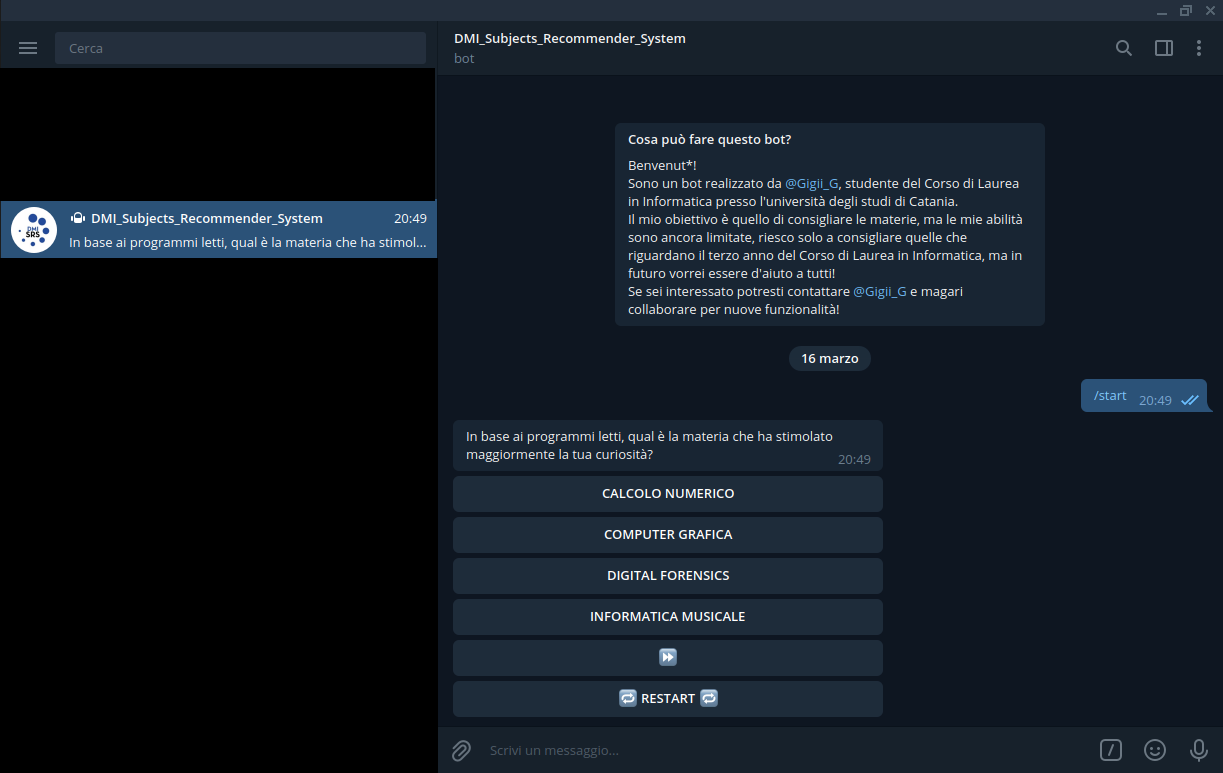 Cerca
DMI_Subjects_Recommender_System
bot
DMI
SRS
DMI_Subjects_Recommender_System 20:49
In base ai programmi letti, qual è la materia che ha stimol...
Cosa può fare questo bot?
Benvenut*!
Sono un bot realizzato da @Gigii_G, studente del Corso di Laurea
in Informatica presso l'università degli studi di Catania.
Il mio obiettivo è quello di consigliare le materie, ma le mie abilità
sono ancora limitate, riesco solo a consigliare quelle che
riguardano il terzo anno del Corso di Laurea in Informatica, ma in
futuro vorrei essere d'aiuto a tutti!
Se sei interessato potresti contattare @Gigii_G e magari
collaborare per nuove funzionalità!
16 marzo
/start 20:49
In base ai programmi letti, qual è la materia che ha stimolato
maggiormente la tua curiosità?
20:49
CALCOLO NUMERICO
COMPUTER GRAFICA
DIGITAL FORENSICS
INFORMATICA MUSICALE
RESTART
Scrivi un messaggio...